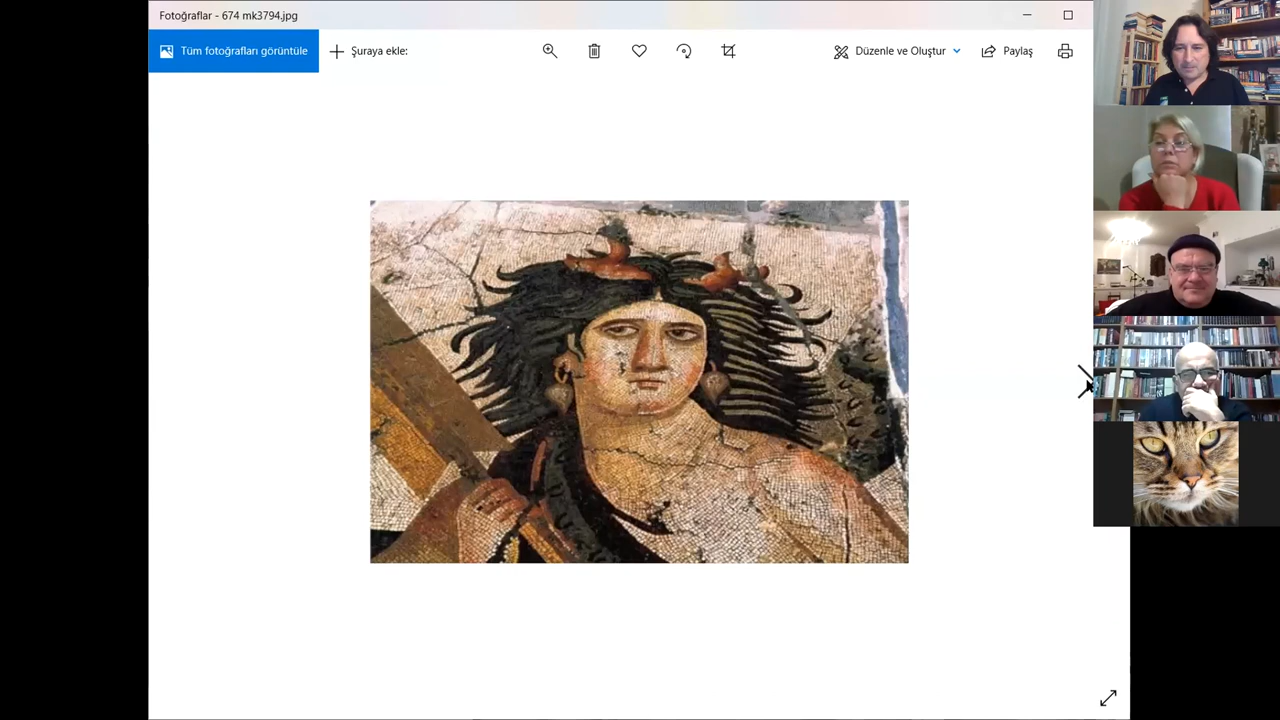 Fotoğraflar - 674 mk3794.jpg
Tüm fotoğrafları görüntüle
Şuraya ekle:
Düzenle ve Oluştur
Paylaş